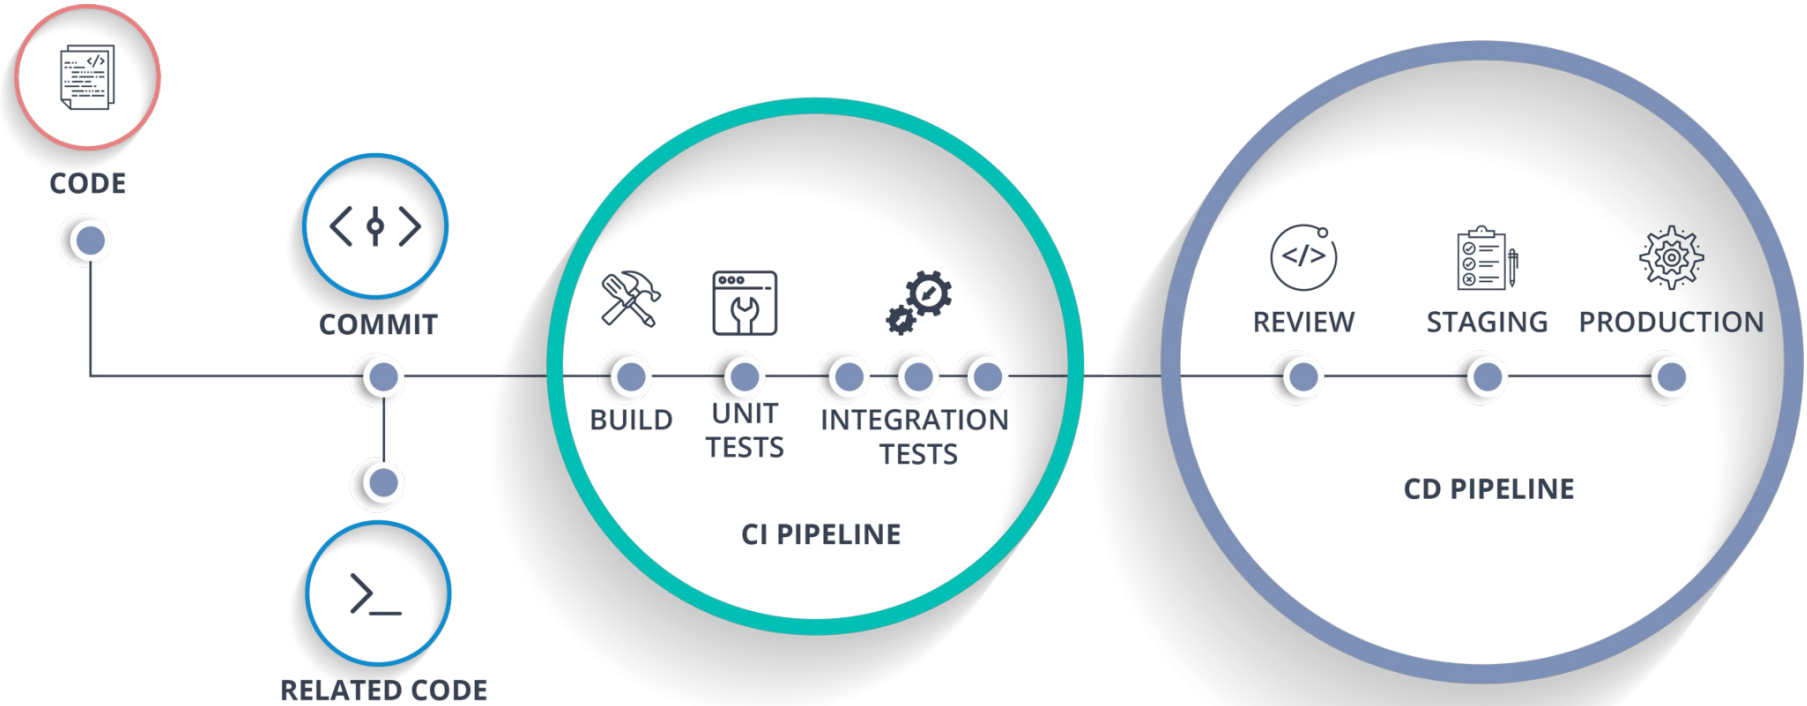 CODE
COMMIT
RELATED CODE
BUILD
UNIT
TESTS
INTEGRATION
TESTS
CI PIPELINE
REVIEW
STAGING
PRODUCTION
CD PIPELINE